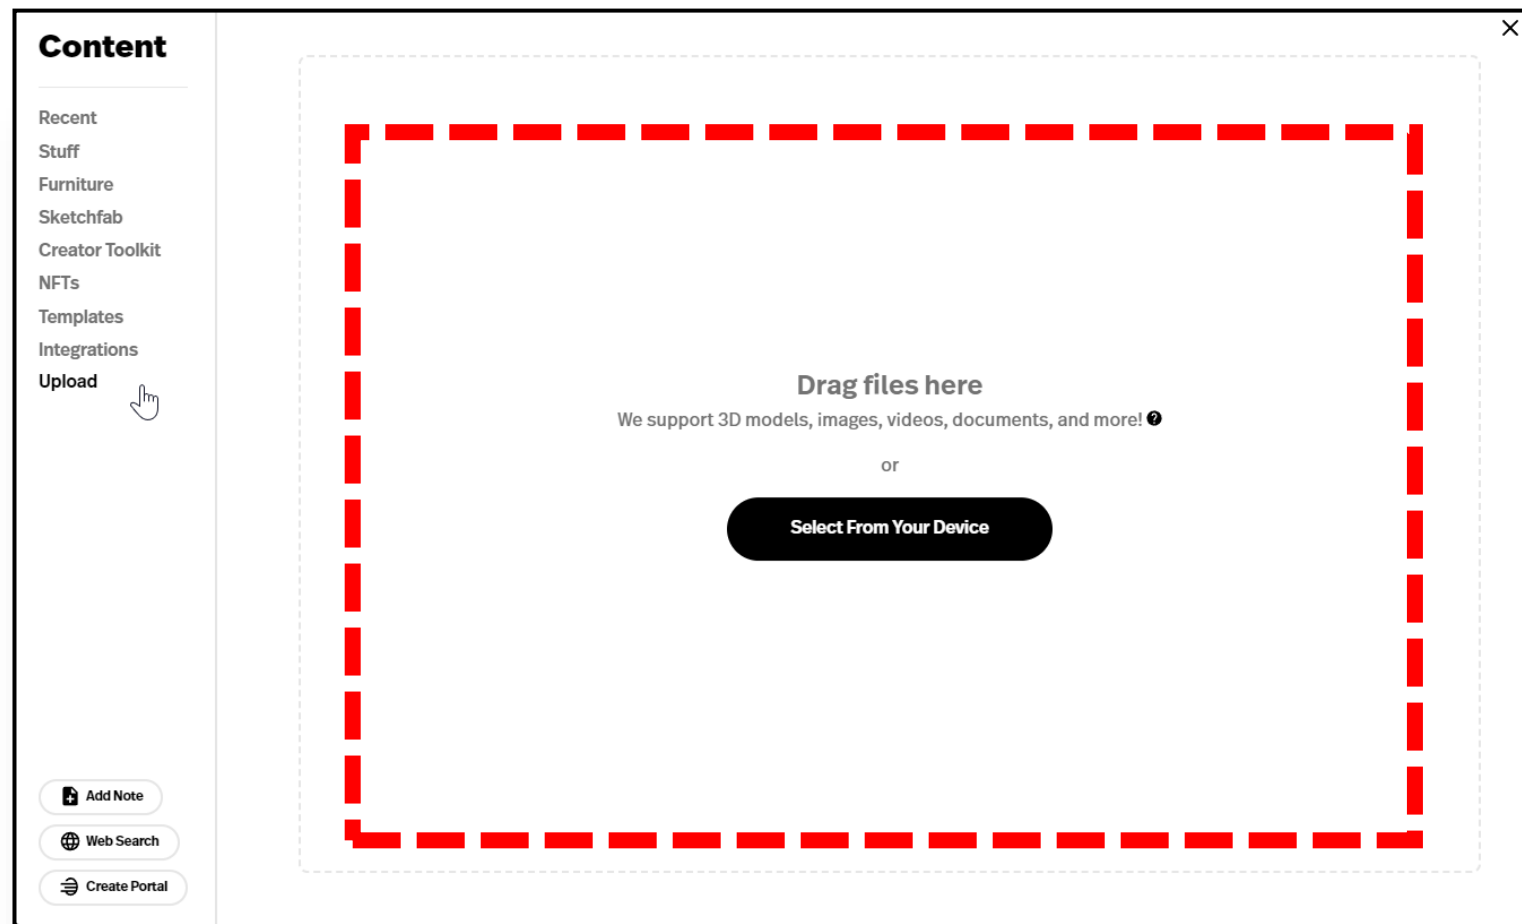 Content
Recent
Stuff
Furniture
Sketchfab
Creator Toolkit
NFTs
Templates
Integrations
Upload
Add Note
Web Search
Create Portal
Drag files here
We support 3D models, images, videos, documents, and more!
or
Select From Your Device